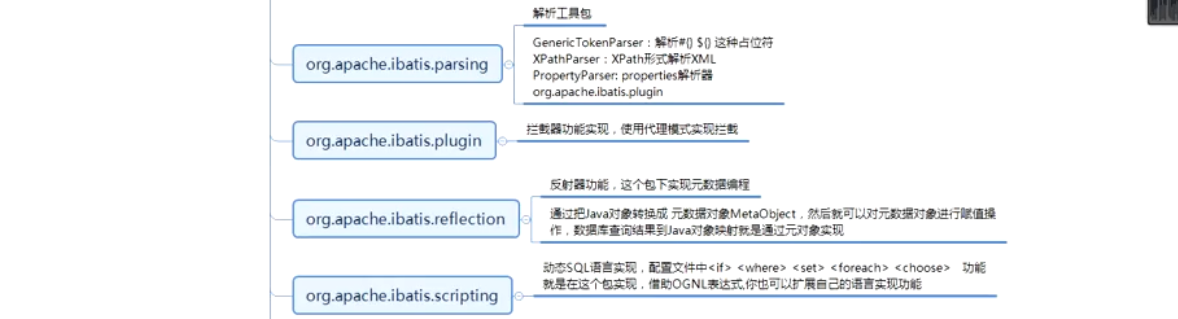 解析工具包
org.apache.ibatis.parsing
GenericTokenParser：解析#{} ${} 这种占位符
XPathParser：XPath形式解析XML
PropertyParser: properties解析器
org.apache.ibatis.plugin
org.apache.ibatis.plugin
拦截器功能实现，使用代理模式实现拦截
org.apache.ibatis.reflection
反射器功能，这个包下实现元数据编程
通过把Java对象转换成 元数据对象MetaObject，然后就可以对元数据对象进行赋值操
作，数据库查询结果到Java对象映射就是通过元对象实现
org.apache.ibatis.scripting
动态SQL语言实现，配置文件中<if> <where> <set> <foreach> <choose> 功能
就是在这个包实现，借助OGNL表达式,你也可以扩展自己的语言实现功能